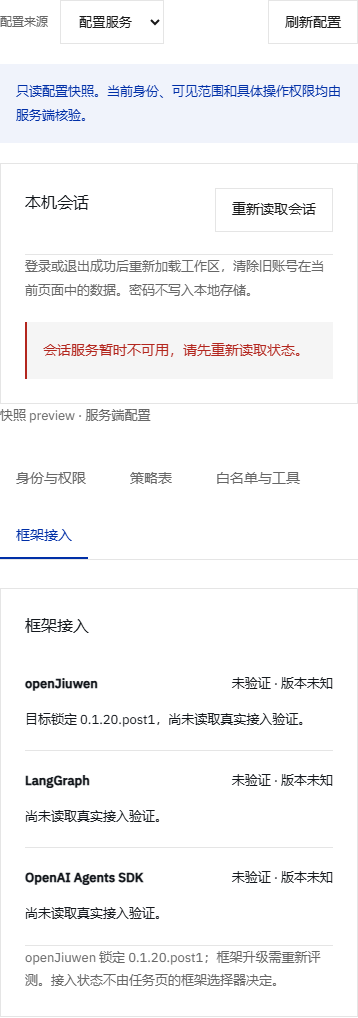 配置来源 配置服务 刷新配置
只读配置快照。当前身份、可见范围和具体操作权限均由
服务端核验。
本机会话 重新读取会话
登录或退出成功后重新加载工作区，清除旧账号在当
前页面中的数据。密码不写入本地存储。
会话服务暂时不可用，请先重新读取状态。
快照 preview · 服务端配置
身份与权限 策略表 白名单与工具
框架接入
框架接入
openJiuwen 未验证 · 版本未知
目标锁定 0.1.20.post1，尚未读取真实接入验证。
LangGraph 未验证 · 版本未知
尚未读取真实接入验证。
OpenAI Agents SDK 未验证 · 版本未知
尚未读取真实接入验证。
openJiuwen 锁定 0.1.20.post1；框架升级需重新评
测。接入状态不由任务页的框架选择器决定。